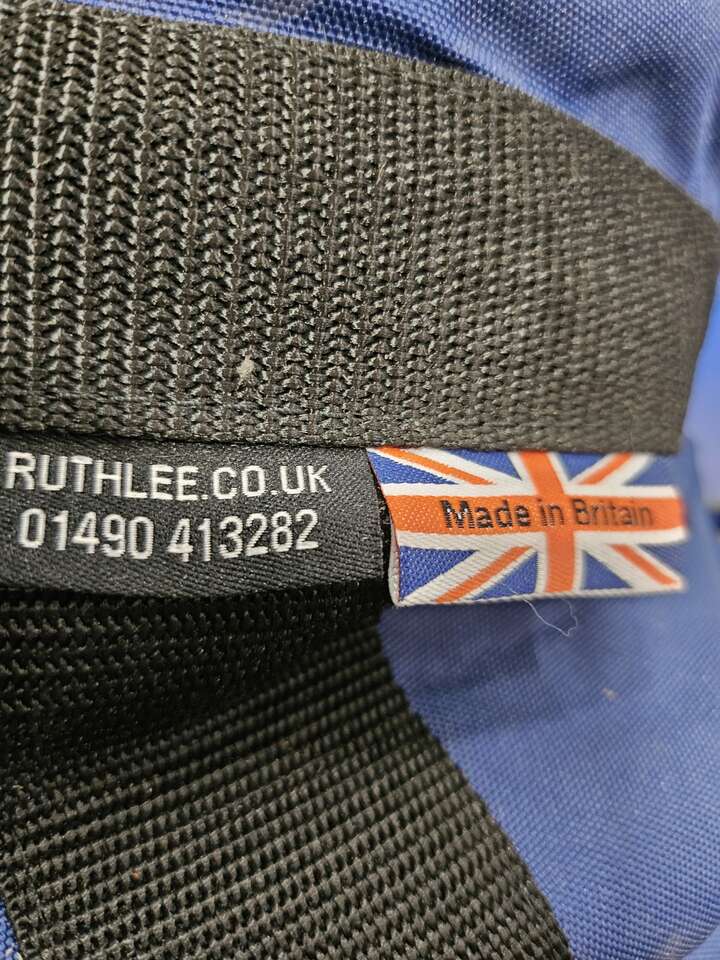 RUTHLEE.CO.UK
01490 413282
Made in Britain